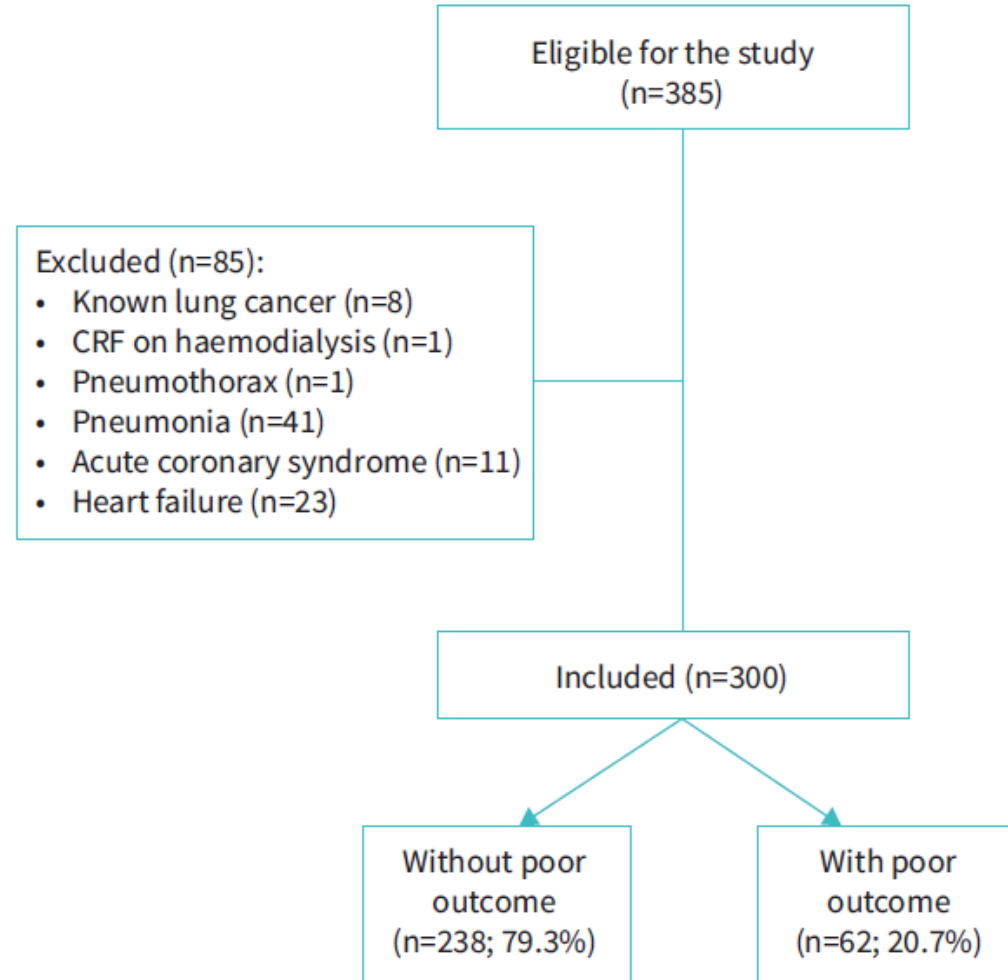 Eligible for the study
(n=385)
Excluded (n=85):
• Known lung cancer (n=8)
• CRF on haemodialysis (n=1)
• Pneumothorax (n=1)
• Pneumonia (n=41)
• Acute coronary syndrome (n=11)
• Heart failure (n=23)
Included (n=300)
Without poor
outcome
(n=238; 79.3%)
With poor
outcome
(n=62; 20.7%)